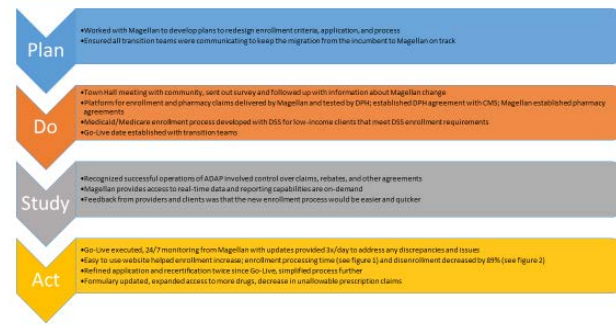 Plan
•Worked with Magellan to develop plans to redesign enrollment criteria, application, and process
•Ensured all transition teams were communicating to keep the migration from the incumbent to Magellan on track
Do
•Town Hall meeting with community, sent out survey and followed up with information about Magellan change
•Platform for enrollment and pharmacy claims delivered by Magellan and tested by DPH; established DPH agreement with CMS; Magellan established pharmacy
agreements
•Medicaid/Medicare enrollment process developed with DSS for low-income clients that meet DSS enrollment requirements
•Go-Live date established with transition teams
Study
•Recognized successful operations of ADAP involved control over claims, rebates, and other agreements
•Magellan provides access to real-time data and reporting capabilities are on-demand
•Feedback from providers and clients was that the new enrollment process would be easier and quicker
Act
•Go-Live executed, 24/7 monitoring from Magellan with updates provided 3x/day to address any discrepancies and issues
•Easy to use website helped enrollment increase; enrollment processing time (see figure 1) and disenrollment decreased by 89% (see figure 2)
•Refined application and recertification twice since Go-Live, simplified process further
•Formulary updated, expanded access to more drugs, decrease in unallowable prescription claims